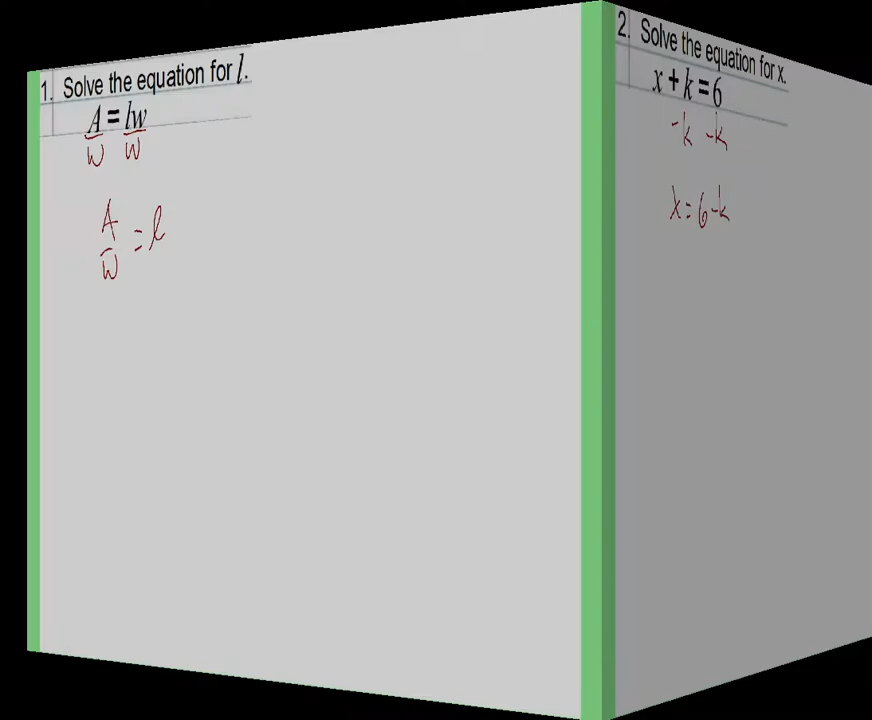 1. Solve the equation for l.
A = lw
w w
A
— = l
w
2. Solve the equation for x.
x + k = 6
-k -k
x = 6-k